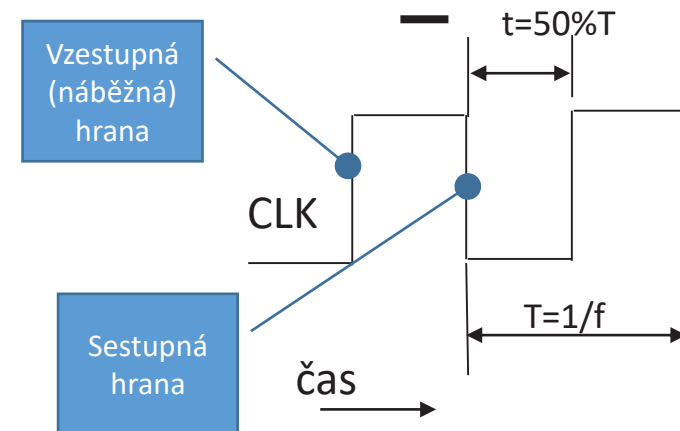 Vzestupná
(náběžná)
hrana
t=50%T
CLK
T=1/f
Sestupná
hrana
čas